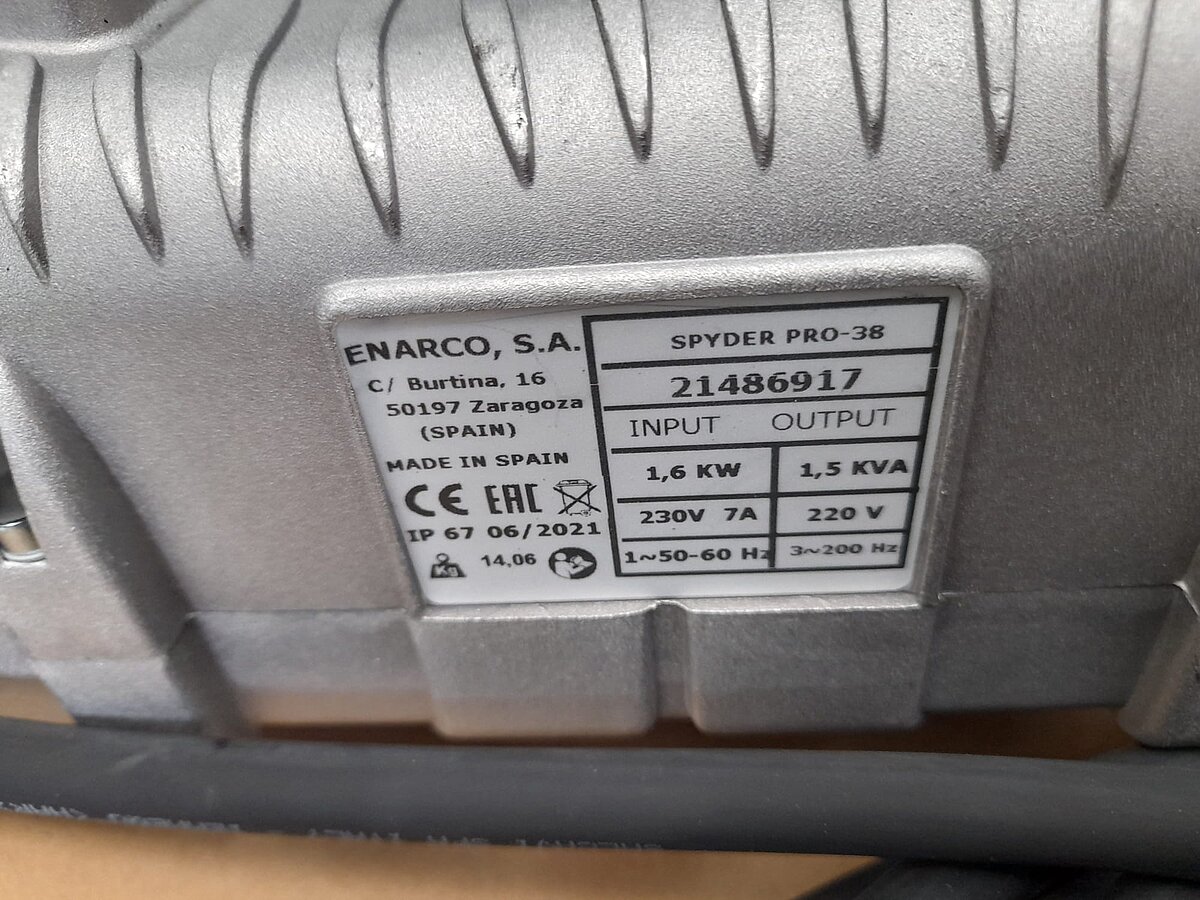 ENARCO, S.A.
C/ Burtina, 16
50197 Zaragoza
(SPAIN)
MADE IN SPAIN
CE EAC
IP 67 06/2021
Kg 14,06
SPYDER PRO-38
21486917
INPUT OUTPUT
1,6 KW 1,5 KVA
230V 7A 220 V
1~50-60 Hz 3~200 Hz